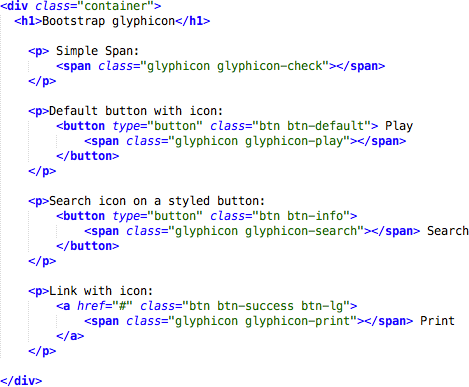 <div class="container">
<h1>Bootstrap glyphicon</h1>
<p> Simple Span:
<span class="glyphicon glyphicon-check"></span>
</p>
<p>Default button with icon:
<button type="button" class="btn btn-default"> Play
<span class="glyphicon glyphicon-play"></span>
</button>
</p>
<p>Search icon on a styled button:
<button type="button" class="btn btn-info">
<span class="glyphicon glyphicon-search"></span> Search
</button>
</p>
<p>Link with icon:
<a href="#" class="btn btn-success btn-lg">
<span class="glyphicon glyphicon-print"></span> Print
</a>
</p>
</div>